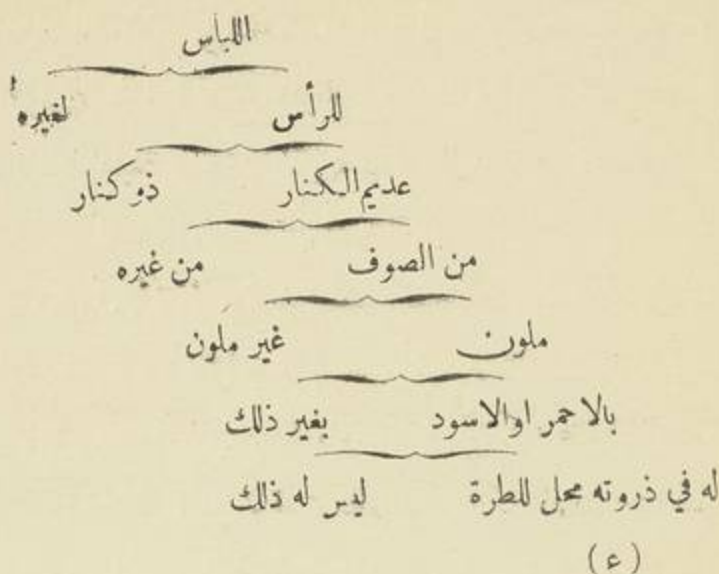 اللباس
للرأس لغيره
عديم الكنار ذو كنار
من الصوف من غيره
ملون غير ملون
بالاحمر او الاسود بغير ذلك
له في ذروته محل للطرة ليس له ذلك
(ء)